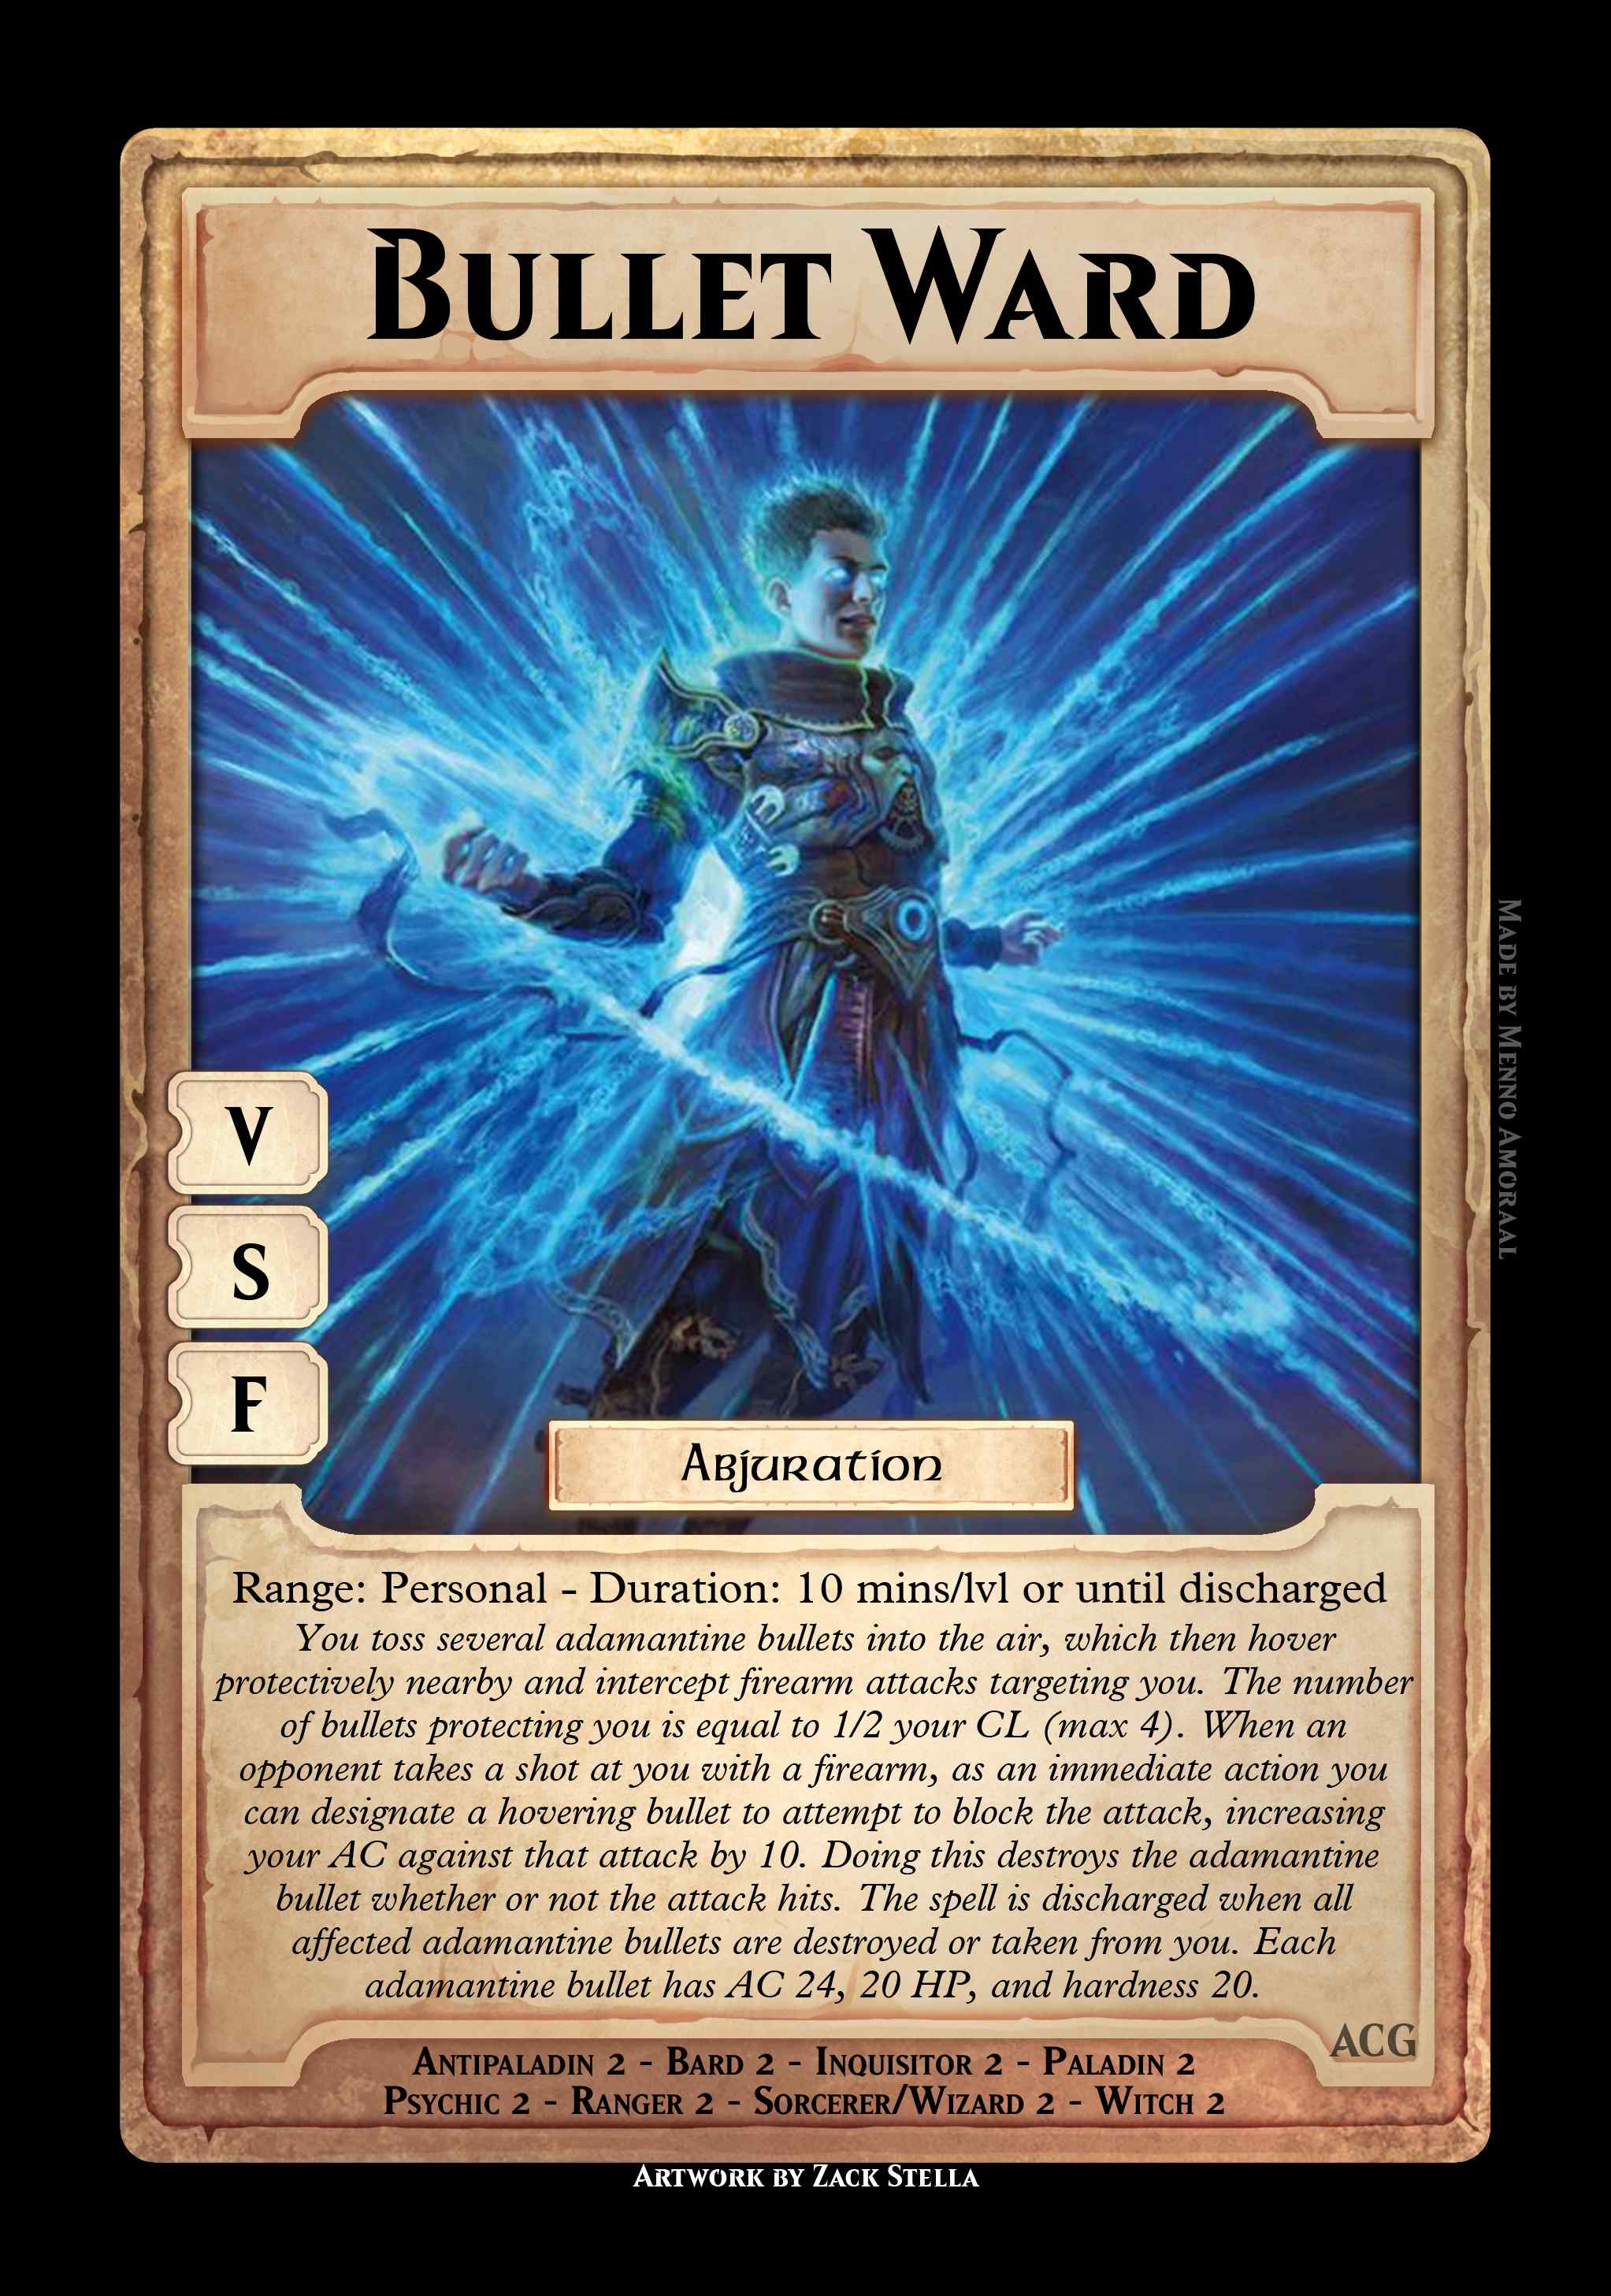 Bullet Ward
V
S
F
Abjuration
Range: Personal - Duration: 10 mins/lvl or until discharged
You toss several adamantine bullets into the air, which then hover
protectively nearby and intercept firearm attacks targeting you. The number
of bullets protecting you is equal to 1/2 your CL (max 4). When an
opponent takes a shot at you with a firearm, as an immediate action you
can designate a hovering bullet to attempt to block the attack, increasing
your AC against that attack by 10. Doing this destroys the adamantine
bullet whether or not the attack hits. The spell is discharged when all
affected adamantine bullets are destroyed or taken from you. Each
adamantine bullet has AC 24, 20 HP, and hardness 20.
ACG
Antipaladin 2 - Bard 2 - Inquisitor 2 - Paladin 2
Psychic 2 - Ranger 2 - Sorcerer/Wizard 2 - Witch 2
Artwork by Zack Stella
Made by Menno Amoraal